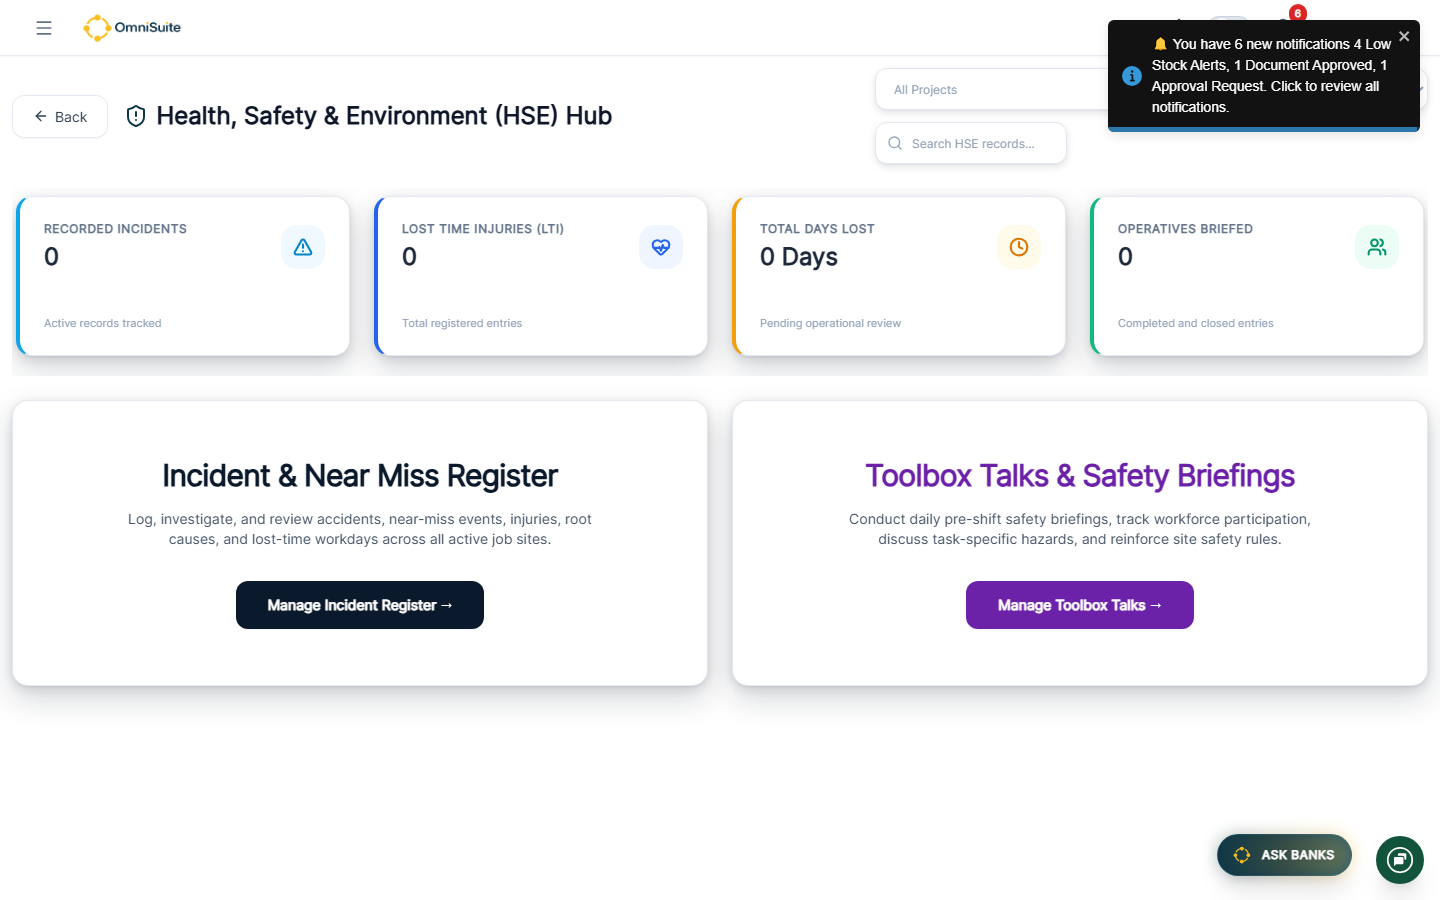 OmniSuite
6
🔔 You have 6 new notifications 4 Low
Stock Alerts, 1 Document Approved, 1
Approval Request. Click to review all
notifications.
Back
Health, Safety & Environment (HSE) Hub
All Projects
Search HSE records...
RECORDED INCIDENTS
0
Active records tracked
LOST TIME INJURIES (LTI)
0
Total registered entries
TOTAL DAYS LOST
0 Days
Pending operational review
OPERATIVES BRIEFED
0
Completed and closed entries
Incident & Near Miss Register
Log, investigate, and review accidents, near-miss events, injuries, root
causes, and lost-time workdays across all active job sites.
Manage Incident Register →
Toolbox Talks & Safety Briefings
Conduct daily pre-shift safety briefings, track workforce participation,
discuss task-specific hazards, and reinforce site safety rules.
Manage Toolbox Talks →
ASK BANKS